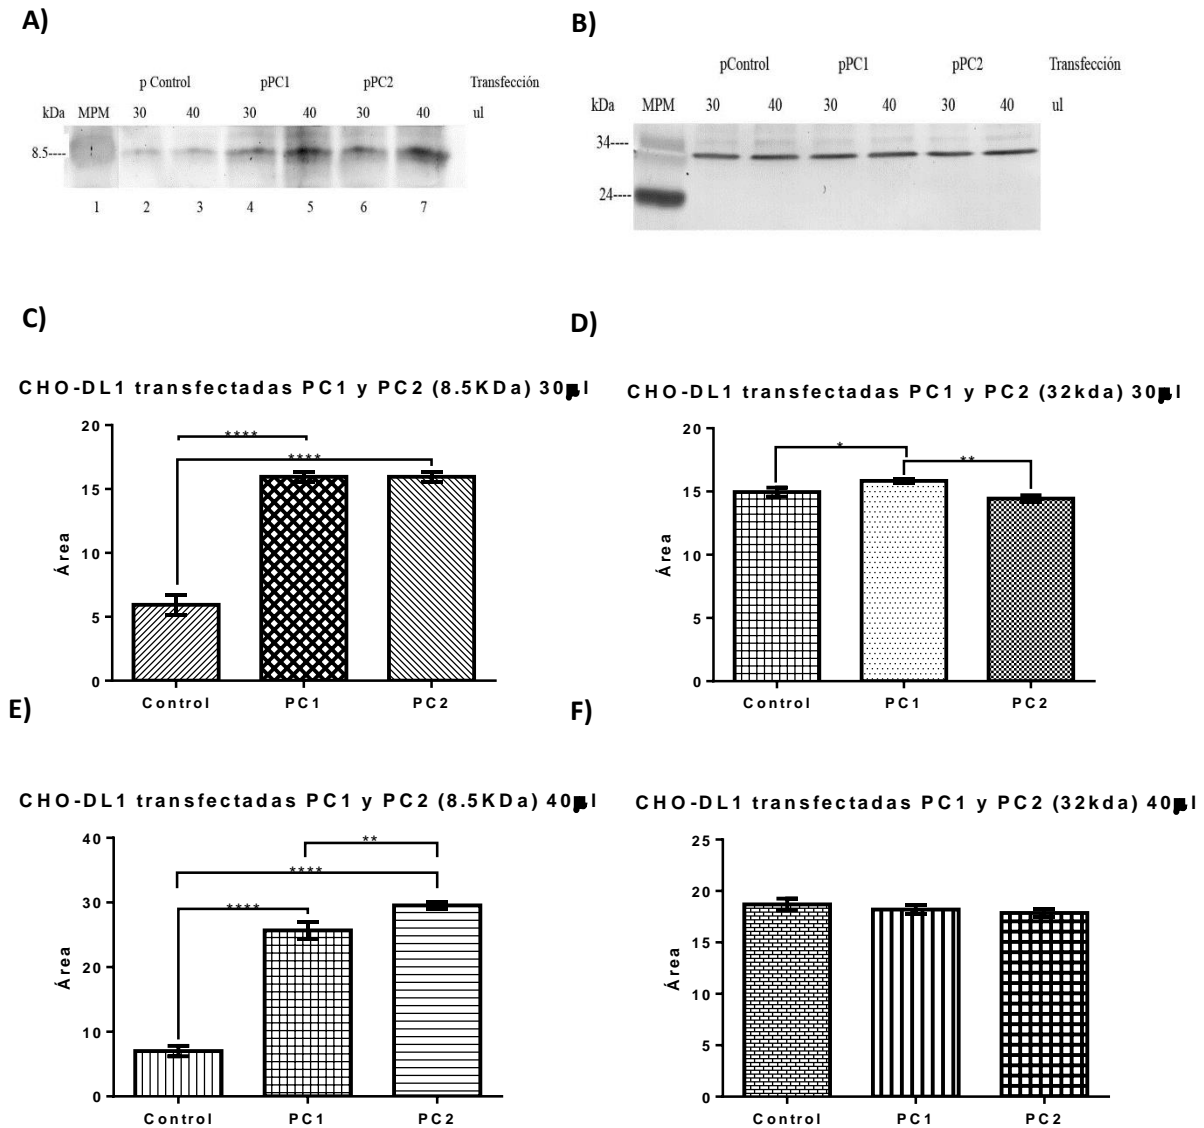 A)
p Control pPC1 pPC2 Transfección
kDa MPM 30 40 30 40 30 40 ul
8.5----
1 2 3 4 5 6 7
B)
pControl pPC1 pPC2 Transfección
kDa MPM 30 40 30 40 30 40 ul
34----
24----
C)
CHO-DL1 transfectadas PC1 y PC2 (8.5KDa) 30µl
20
15
10
5
0
Área
****
****
Control PC1 PC2
D)
CHO-DL1 transfectadas PC1 y PC2 (32kda) 30µl
20
15
10
5
0
Área
*
**
Control PC1 PC2
E)
CHO-DL1 transfectadas PC1 y PC2 (8.5KDa) 40µl
40
30
20
10
0
Área
**
****
****
Control PC1 PC2
F)
CHO-DL1 transfectadas PC1 y PC2 (32kda) 40µl
25
20
15
10
5
0
Área
Control PC1 PC2